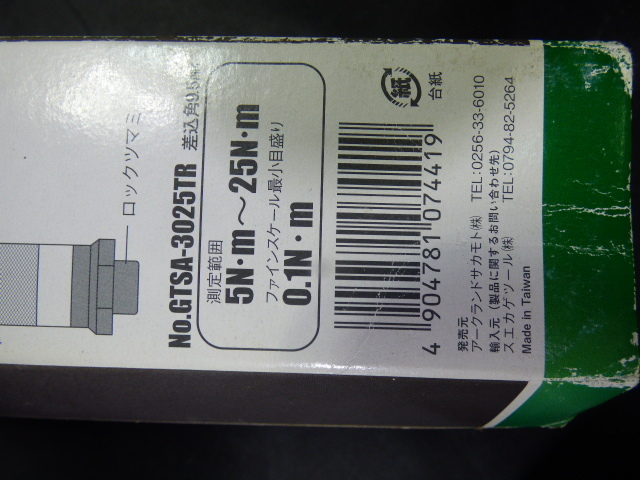 ロックツマミ
No.GTSA-3025TR 差込角9.5㎜
測定範囲
5N・m～25N・m
ファインスケール最小目盛り
0.1N・m
4 904781 074419
紙
台紙
発売元
アークランドサカモト㈱ TEL:0256-33-6010
輸入元（製品に関するお問い合わせ先）
スエカゲツール㈱ TEL:0794-82-5264
Made in Taiwan